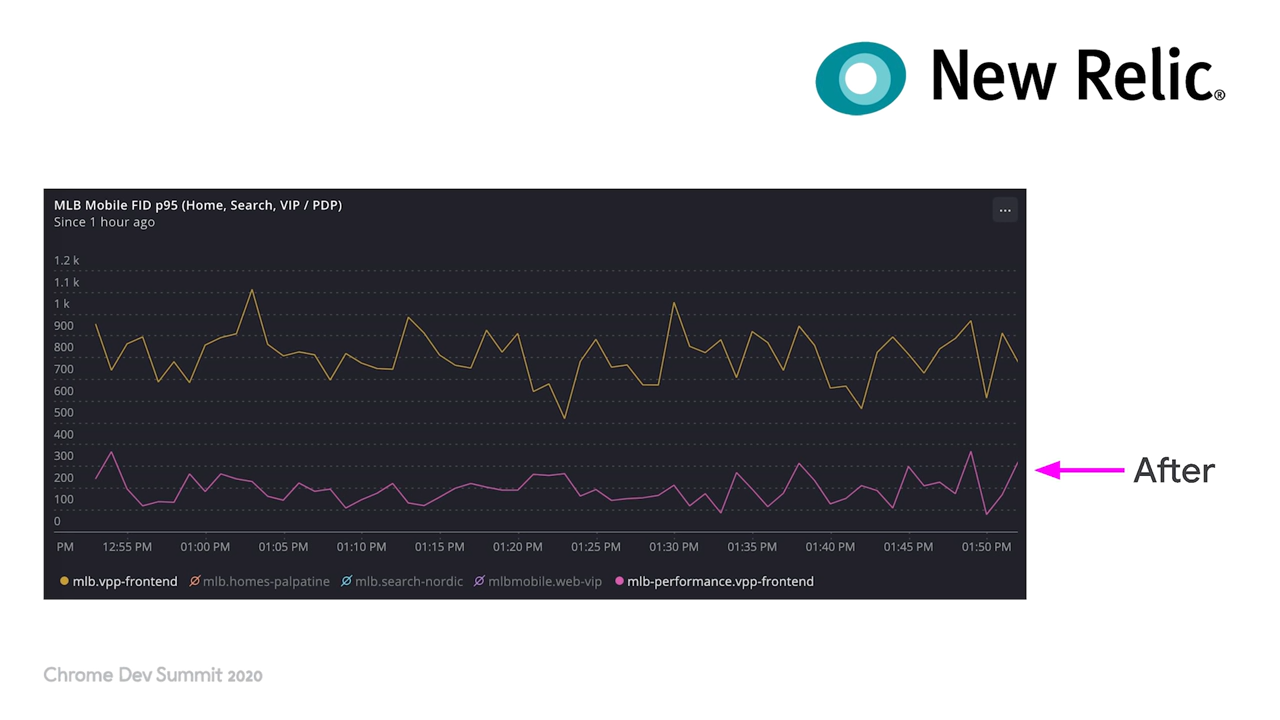 New Relic®
MLB Mobile FID p95 (Home, Search, VIP / PDP)
Since 1 hour ago
...
1.2 k
1.1 k
1 k
900
800
700
600
500
400
300
200
100
0
After
PM 12:55 PM 01:00 PM 01:05 PM 01:10 PM 01:15 PM 01:20 PM 01:25 PM 01:30 PM 01:35 PM 01:40 PM 01:45 PM 01:50 PM
mlb.vpp-frontend mlb.homes-palpatine mlb.search-nordic mlbmobile.web-vip mlb-performance.vpp-frontend
Chrome Dev Summit 2020